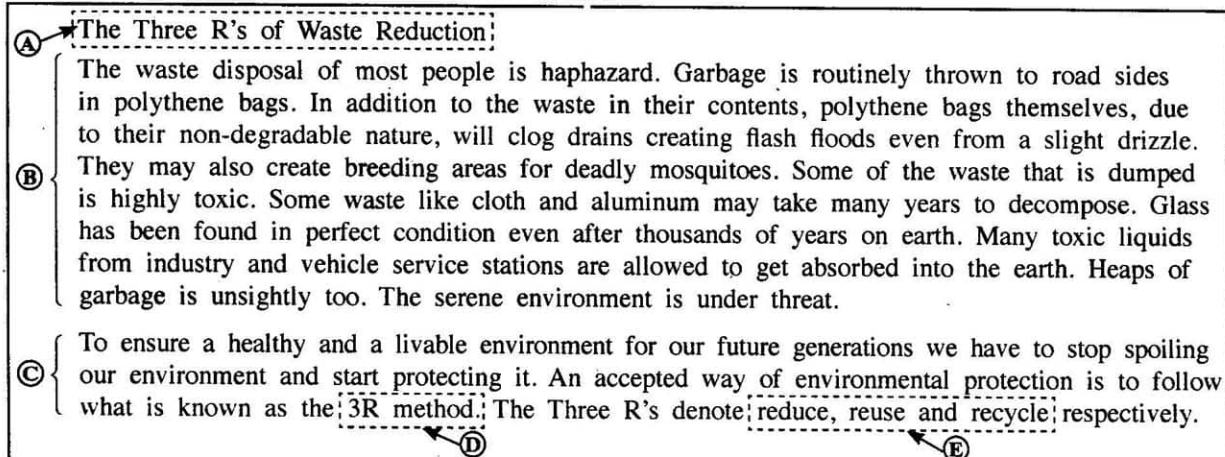 Ⓐ The Three R's of Waste Reduction
The waste disposal of most people is haphazard. Garbage is routinely thrown to road sides
in polythene bags. In addition to the waste in their contents, polythene bags themselves, due
to their non-degradable nature, will clog drains creating flash floods even from a slight drizzle.
Ⓑ They may also create breeding areas for deadly mosquitoes. Some of the waste that is dumped
is highly toxic. Some waste like cloth and aluminum may take many years to decompose. Glass
has been found in perfect condition even after thousands of years on earth. Many toxic liquids
from industry and vehicle service stations are allowed to get absorbed into the earth. Heaps of
garbage is unsightly too. The serene environment is under threat.
To ensure a healthy and a livable environment for our future generations we have to stop spoiling
Ⓒ our environment and start protecting it. An accepted way of environmental protection is to follow
what is known as the 3R method. The Three R's denote reduce, reuse and recycle respectively.
Ⓓ Ⓔ